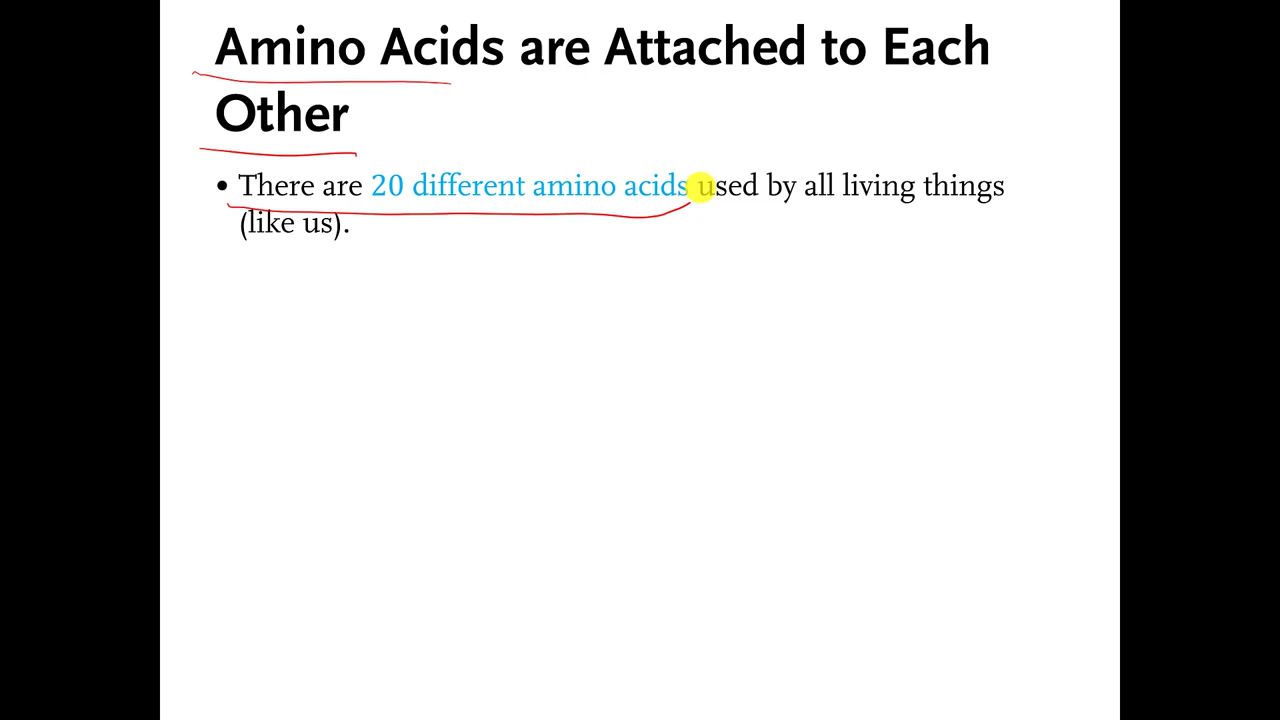 Amino Acids are Attached to Each
Other
• There are 20 different amino acids used by all living things
(like us).